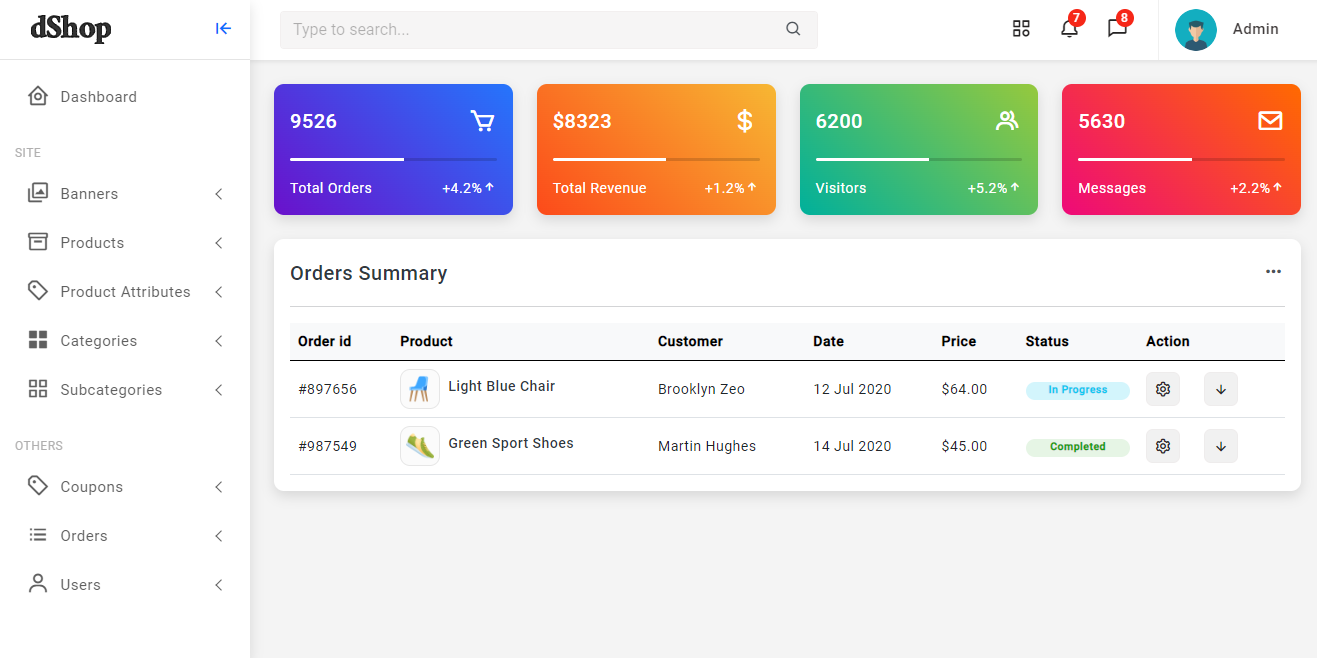 dShop
Type to search...
7
8
Admin
Dashboard
SITE
Banners
Products
Product Attributes
Categories
Subcategories
OTHERS
Coupons
Orders
Users
9526
Total Orders +4.2%
$8323
Total Revenue +1.2%
6200
Visitors +5.2%
5630
Messages +2.2%
Orders Summary
Order id Product Customer Date Price Status Action
#897656 Light Blue Chair Brooklyn Zeo 12 Jul 2020 $64.00 In Progress
#987549 Green Sport Shoes Martin Hughes 14 Jul 2020 $45.00 Completed